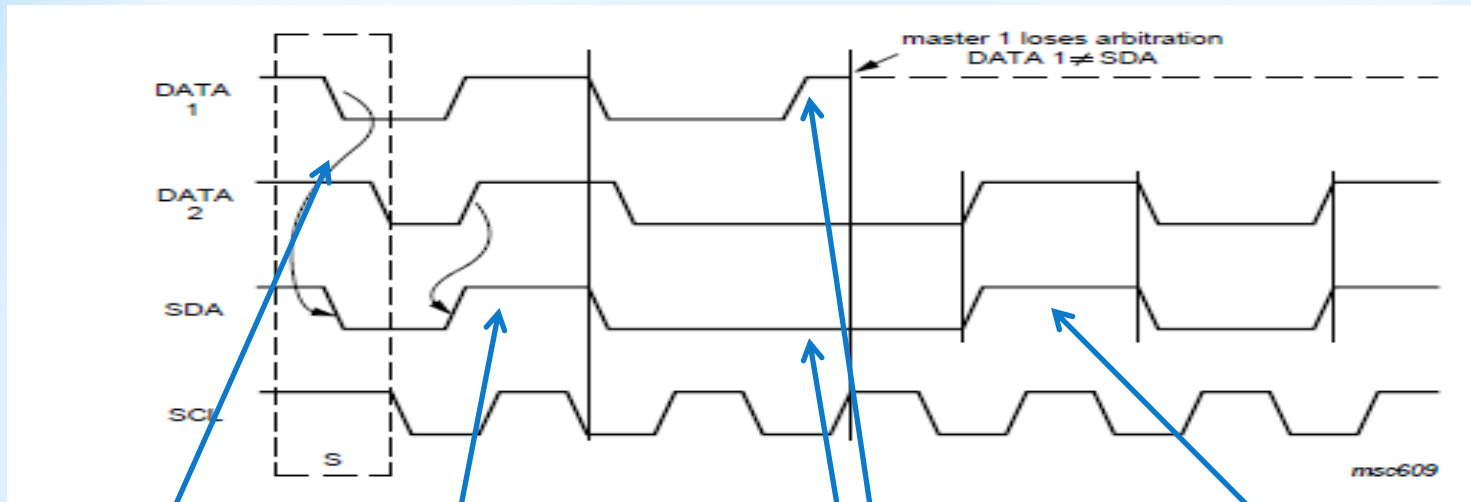 master 1 loses arbitration
DATA 1 ≠ SDA
DATA
1
DATA
2
SDA
SCL
S
msc609